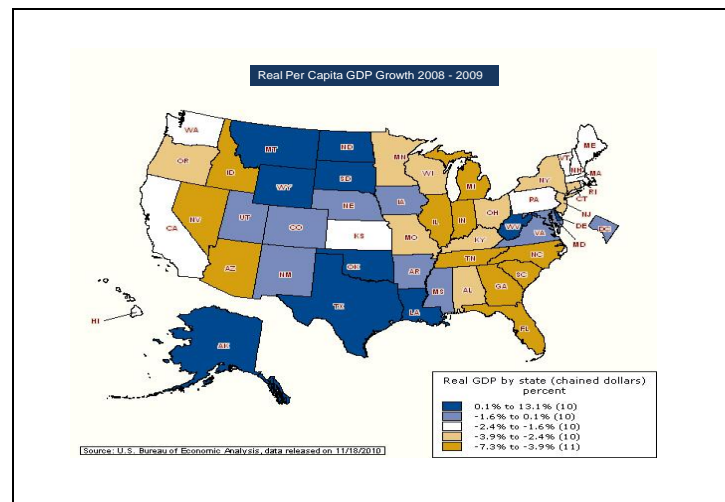 Real Per Capita GDP Growth 2008 - 2009
WA
MT
ND
MN
ME
VT
NH
OR
ID
SD
WI
NY
MA
WY
MI
RI
CT
PA
NE
IA
NJ
NV
OH
IL
IN
DE
UT
CO
WV
VA
DC
CA
KS
MO
KY
MD
NC
TN
AZ
OK
AR
SC
NM
MS
AL
GA
TX
LA
FL
HI
AK
Real GDP by state (chained dollars)
percent
0.1% to 13.1% (10)
-1.6% to 0.1% (10)
-2.4% to -1.6% (10)
-3.9% to -2.4% (10)
-7.3% to -3.9% (11)
Source: U.S. Bureau of Economic Analysis, data released on 11/18/2010